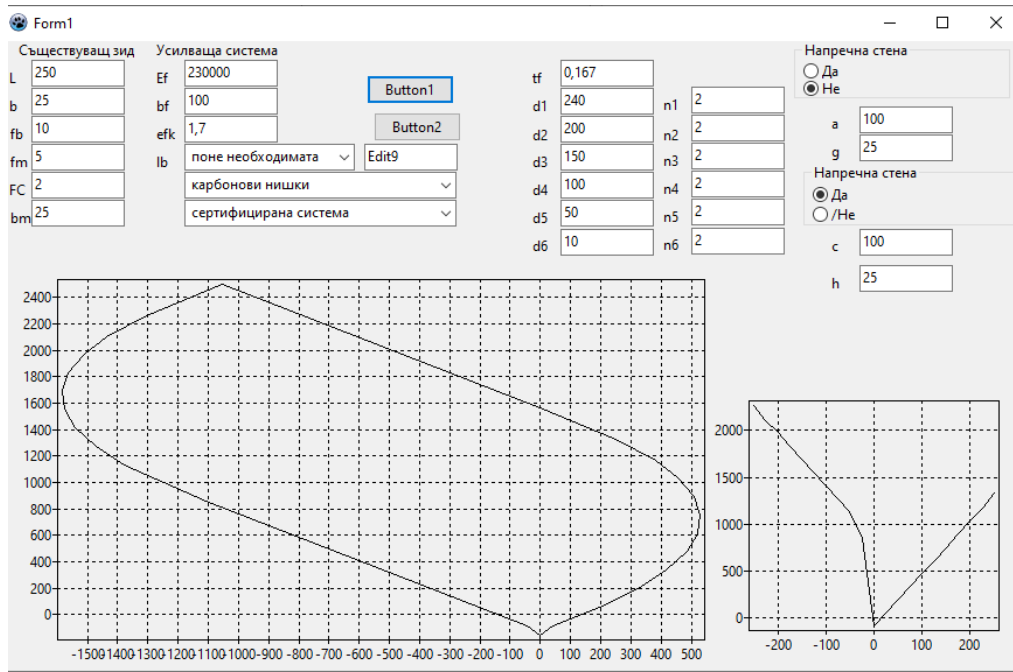 Form1
Съществуващ зид
Усилваща система
Напречна стена
L 250
Ef 230000
Button1
tf 0,167
Да
Не
b 25
bf 100
d1 240
n1 2
fb 10
efk 1,7
Button2
d2 200
n2 2
a 100
fm 5
lb поне необходимата
Edit9
d3 150
n3 2
g 25
FC 2
карбонови нишки
d4 100
n4 2
Напречна стена
Да
/Не
bm 25
сертифицирана система
d5 50
n5 2
d6 10
n6 2
c 100
h 25
2400
2200
2000
1800
1600
1400
1200
1000
800
600
400
200
0
-1500 -1400 -1300 -1200 -1100 -1000 -900 -800 -700 -600 -500 -400 -300 -200 -100 0 100 200 300 400 500
2000
1500
1000
500
0
-200 -100 0 100 200